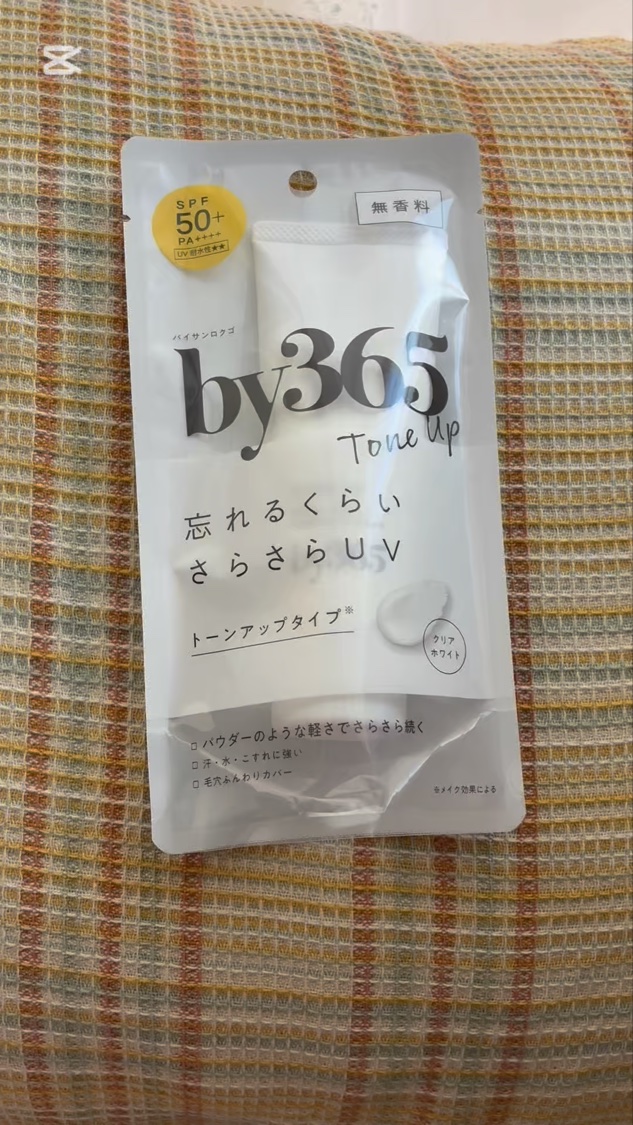 SPF
50+
PA++++
UV耐水性★★
無香料
バイサンロクゴ
by365
Tone Up
忘れるくらい
さらさらUV
トーンアップタイプ※
クリア
ホワイト
□ パウダーのような軽さでさらさら続く
□ 汗・水・こすれに強い
□ 毛穴ふんわりカバー
※メイク効果による